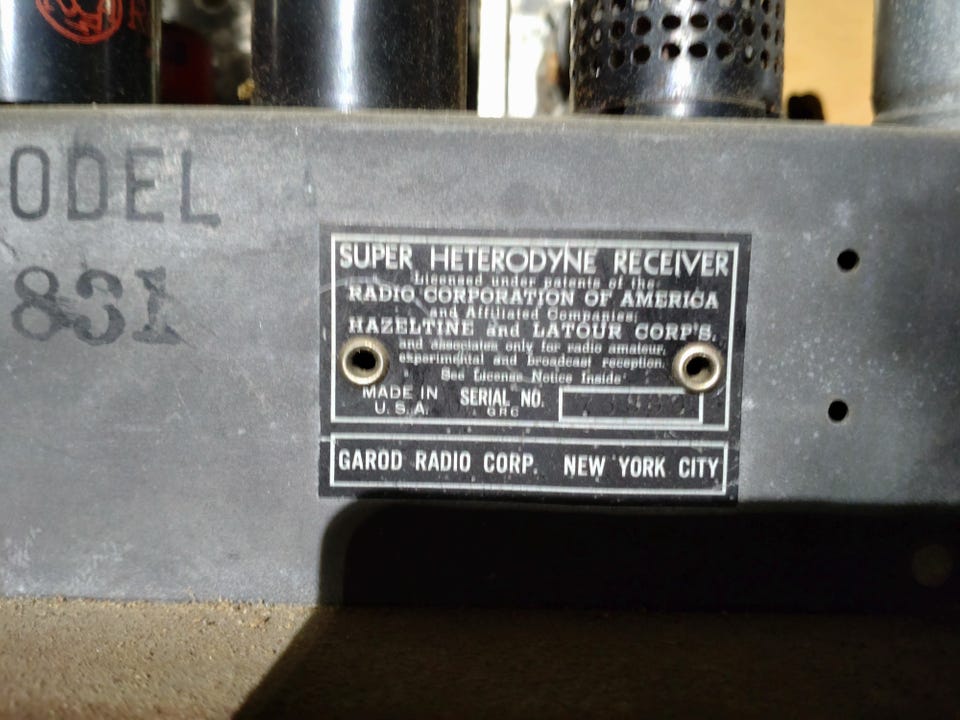 ODEL
831
SUPER HETERODYNE RECEIVER
Licensed under patents of the
RADIO CORPORATION OF AMERICA
and Affiliated Companies;
HAZELTINE and LATOUR CORP'S.
and associates only for radio amateur,
experimental and broadcast reception.
See License Notice Inside
MADE IN U.S.A.
SERIAL NO.
GRC
GAROD RADIO CORP. NEW YORK CITY